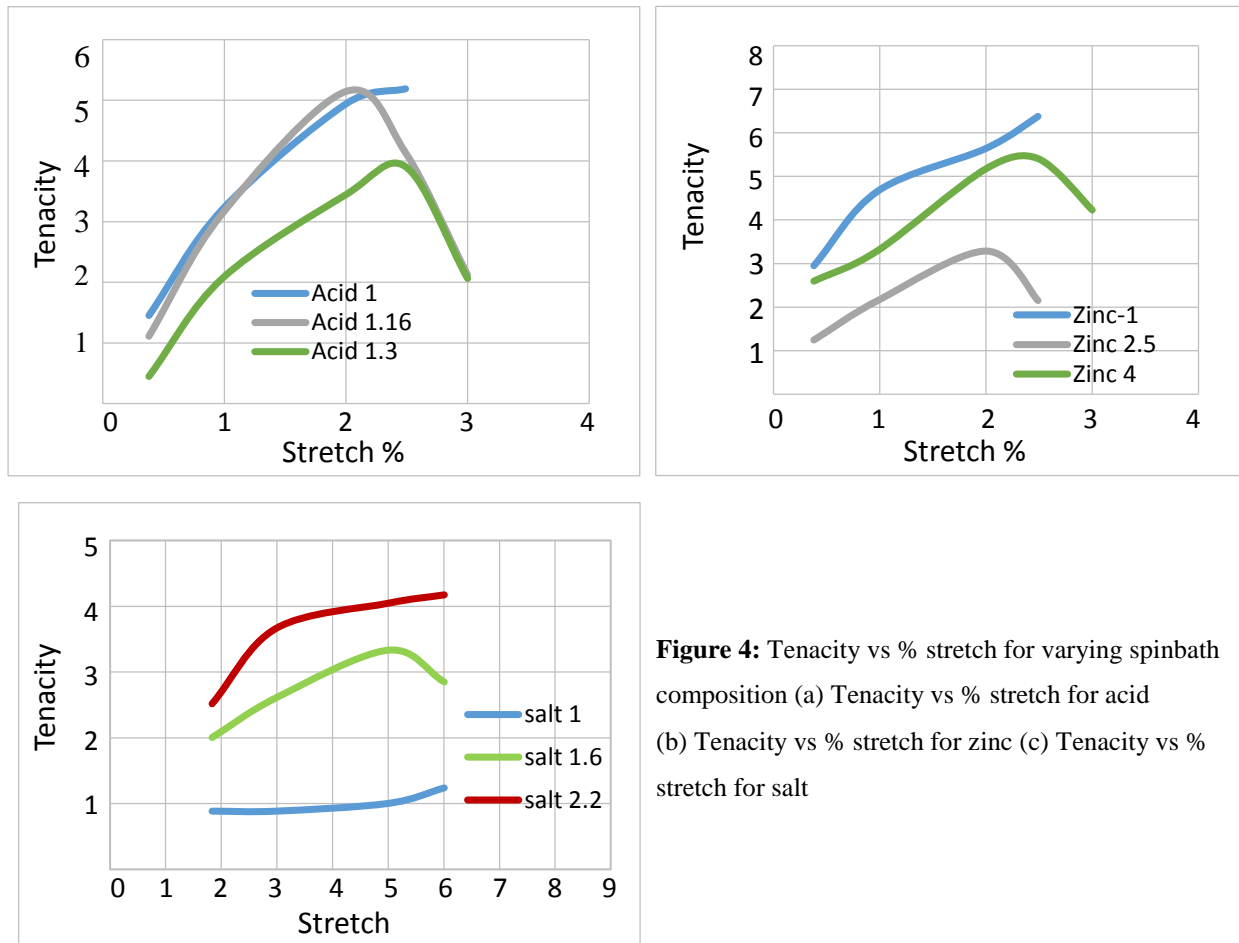 6
5
4
3
2
1
Tenacity
Acid 1
Acid 1.16
Acid 1.3
0 1 2 3 4
Stretch %
8
7
6
5
4
3
2
1
Tenacity
Zinc-1
Zinc 2.5
Zinc 4
0 1 2 3 4
Stretch %
5
4
3
2
1
Tenacity
salt 1
salt 1.6
salt 2.2
0 1 2 3 4 5 6 7 8 9
Stretch
Figure 4: Tenacity vs % stretch for varying spinbath
composition (a) Tenacity vs % stretch for acid
(b) Tenacity vs % stretch for zinc (c) Tenacity vs %
stretch for salt